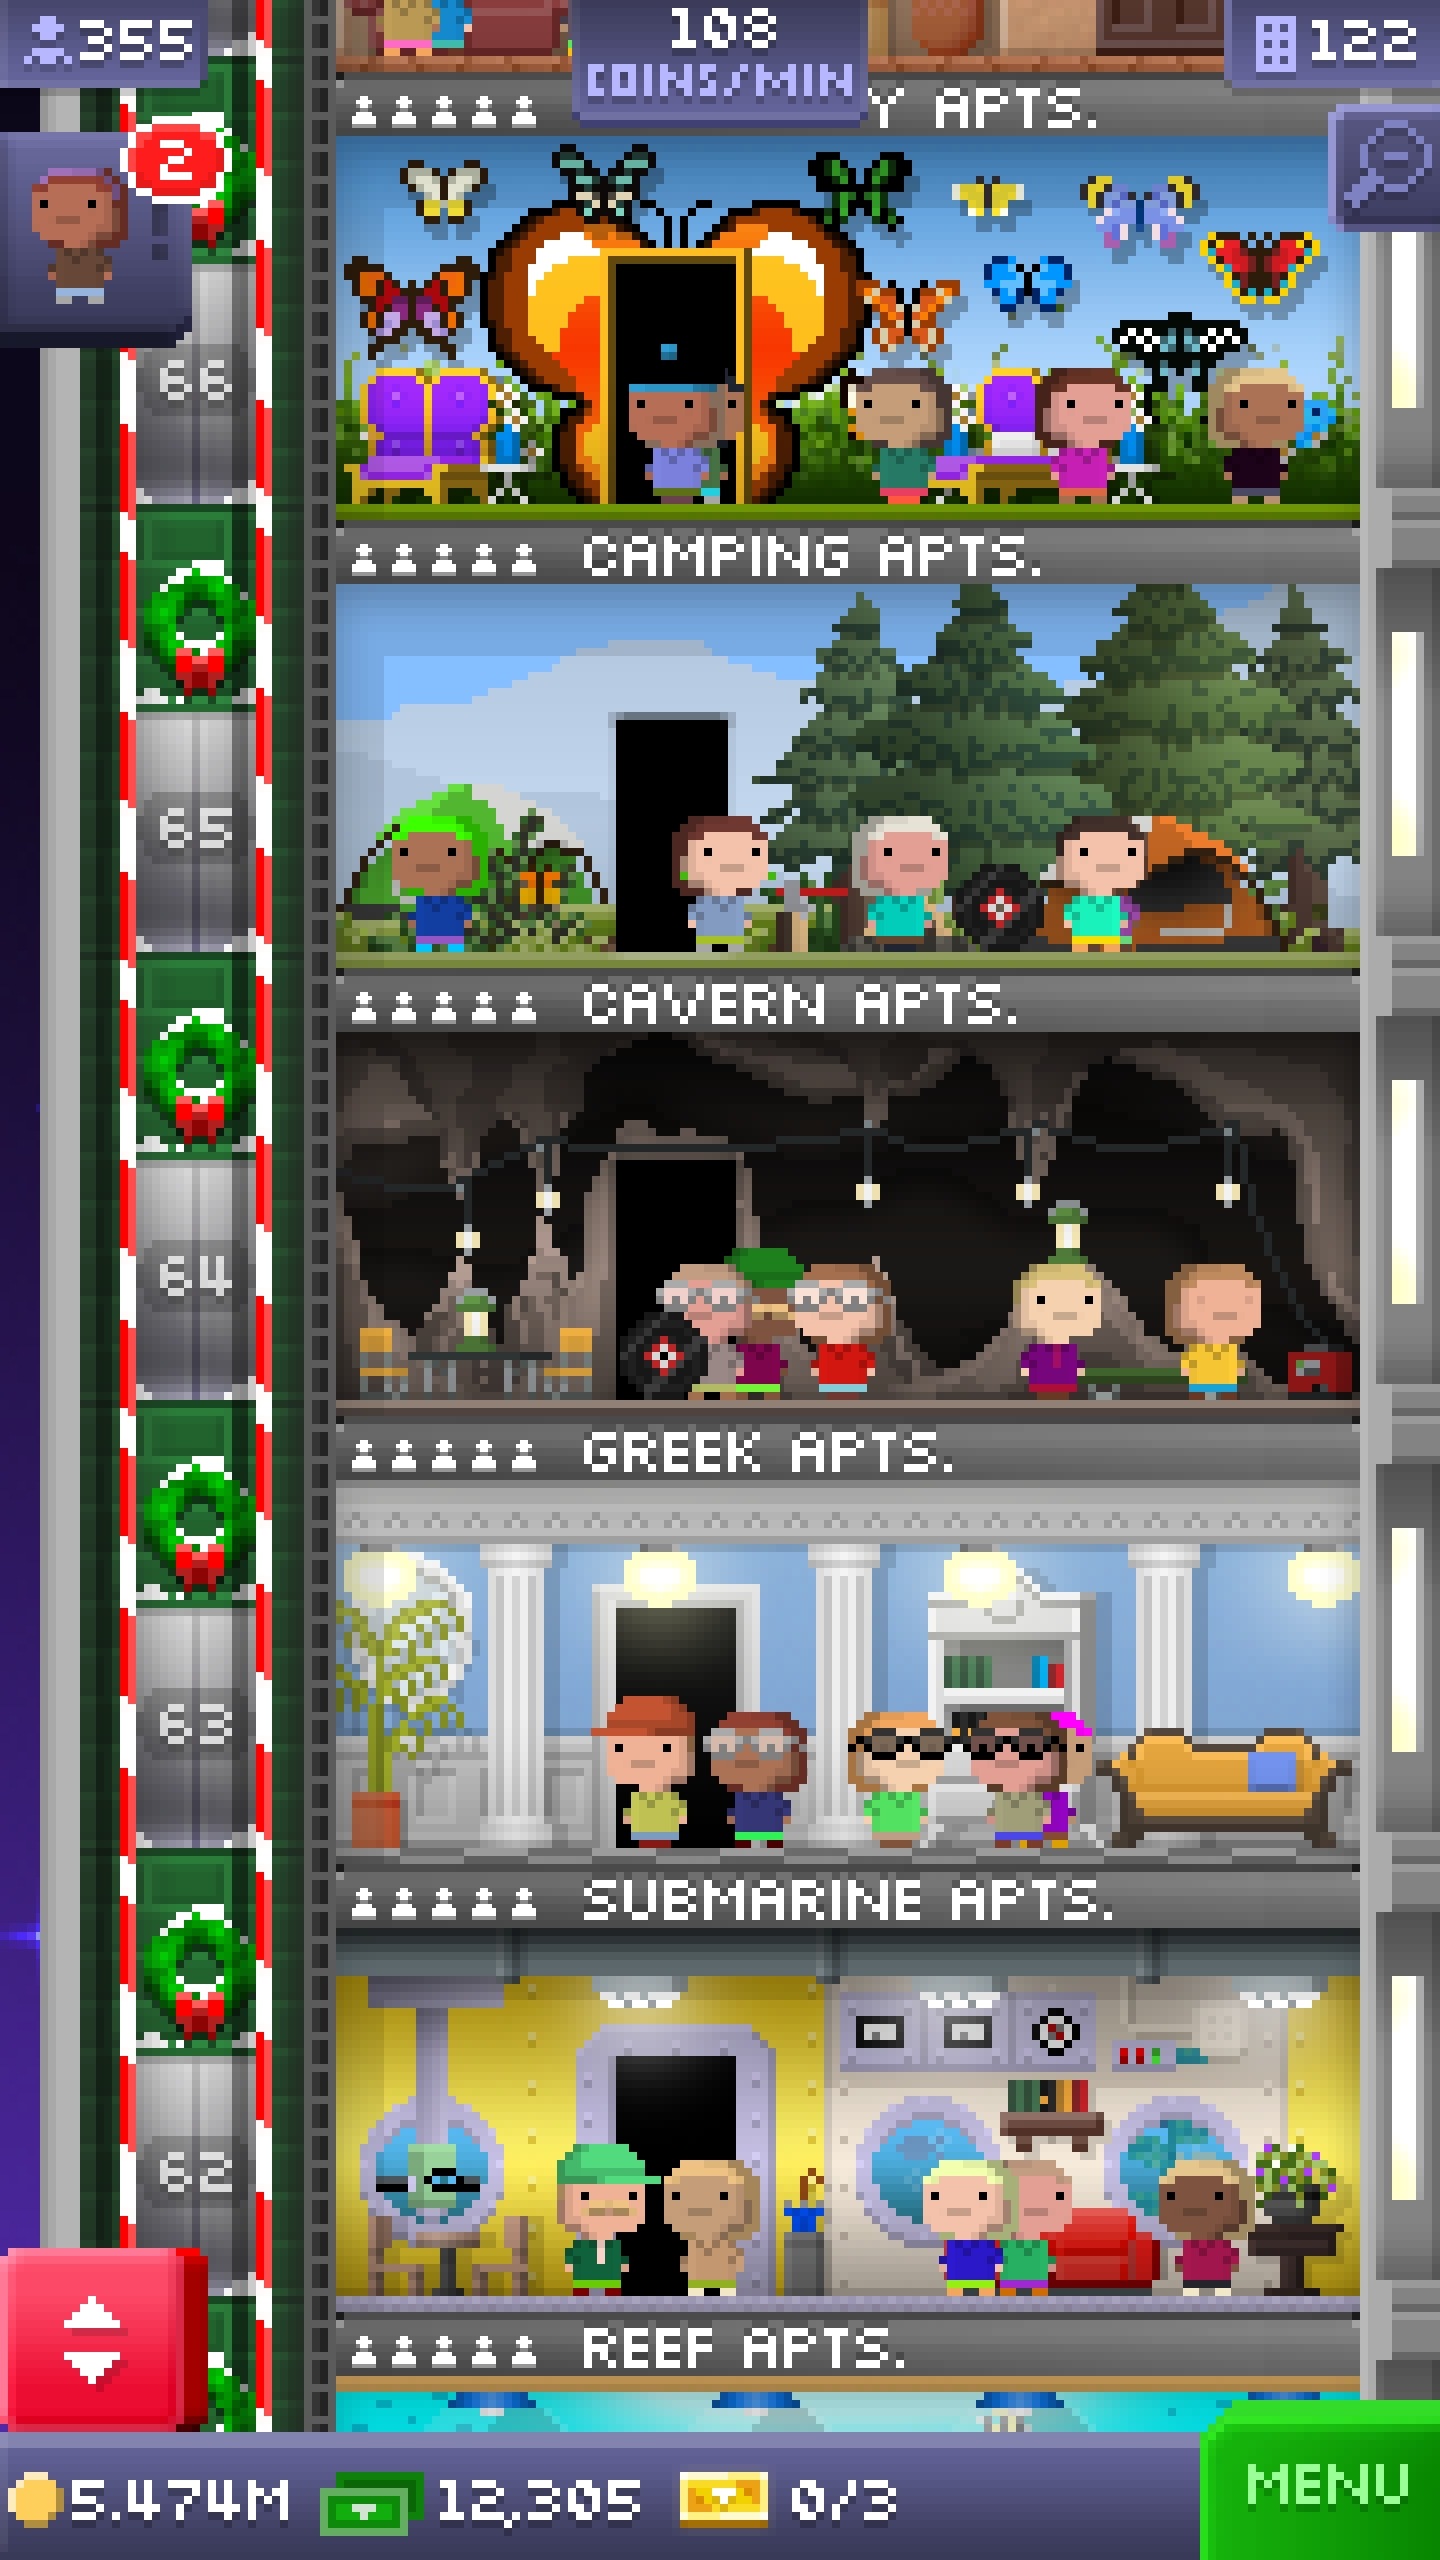 355
108
COINS/MIN
122
2
Y APTS.
66
CAMPING APTS.
65
CAVERN APTS.
64
GREEK APTS.
63
SUBMARINE APTS.
62
REEF APTS.
5.474M
12,305
0/3
MENU